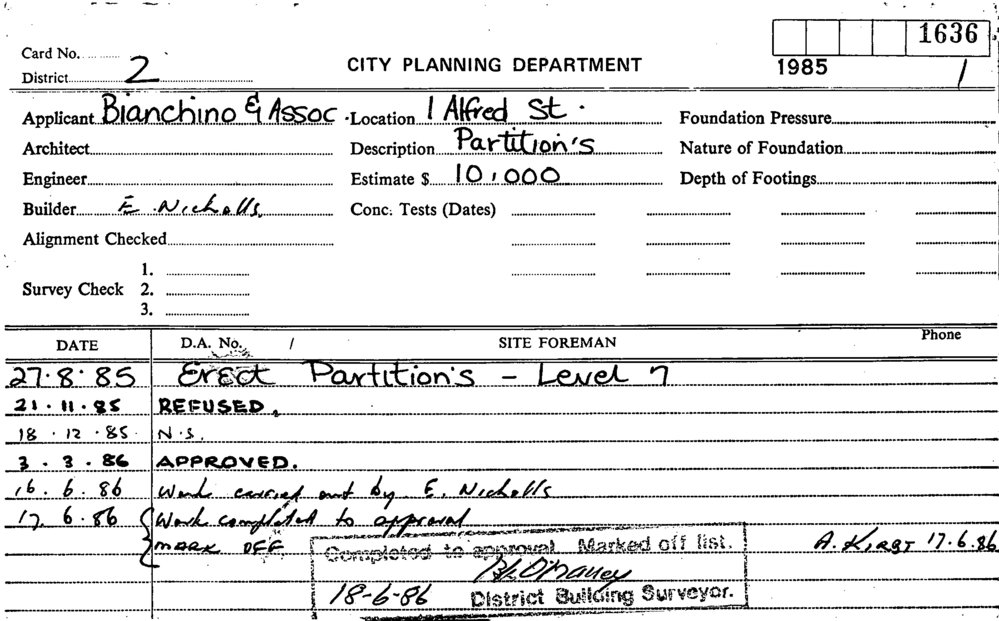 1636
Card No.
District 2
CITY PLANNING DEPARTMENT
1985 1
Applicant Bianchino & Assoc Location 1 Alfred St. Foundation Pressure
Architect Description Partition's Nature of Foundation
Engineer Estimate $ 10,000 Depth of Footings
Builder E. Nicholls Conc. Tests (Dates)
Alignment Checked
1.
Survey Check 2.
3.
DATE D.A. No. / SITE FOREMAN Phone
27.8.85 Erect Partition's - Level 7
21.11.85 REFUSED.
18.12.85 N.S.
3.3.86 APPROVED.
16.6.86 Work carried out by E. Nicholls
17.6.86 Work completed to approval
MARK OFF A. KIRBT 17.6.86
Completed to approval. Marked off list.
18-6-86 District Building Surveyor.